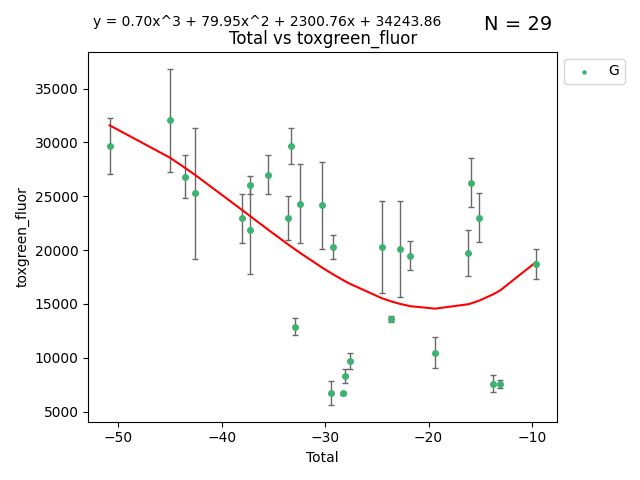 y = 0.70x^3 + 79.95x^2 + 2300.76x + 34243.86
N = 29
Total vs toxgreen_fluor
G
toxgreen_fluor
35000
30000
25000
20000
15000
10000
5000
−50
−40
−30
−20
−10
Total